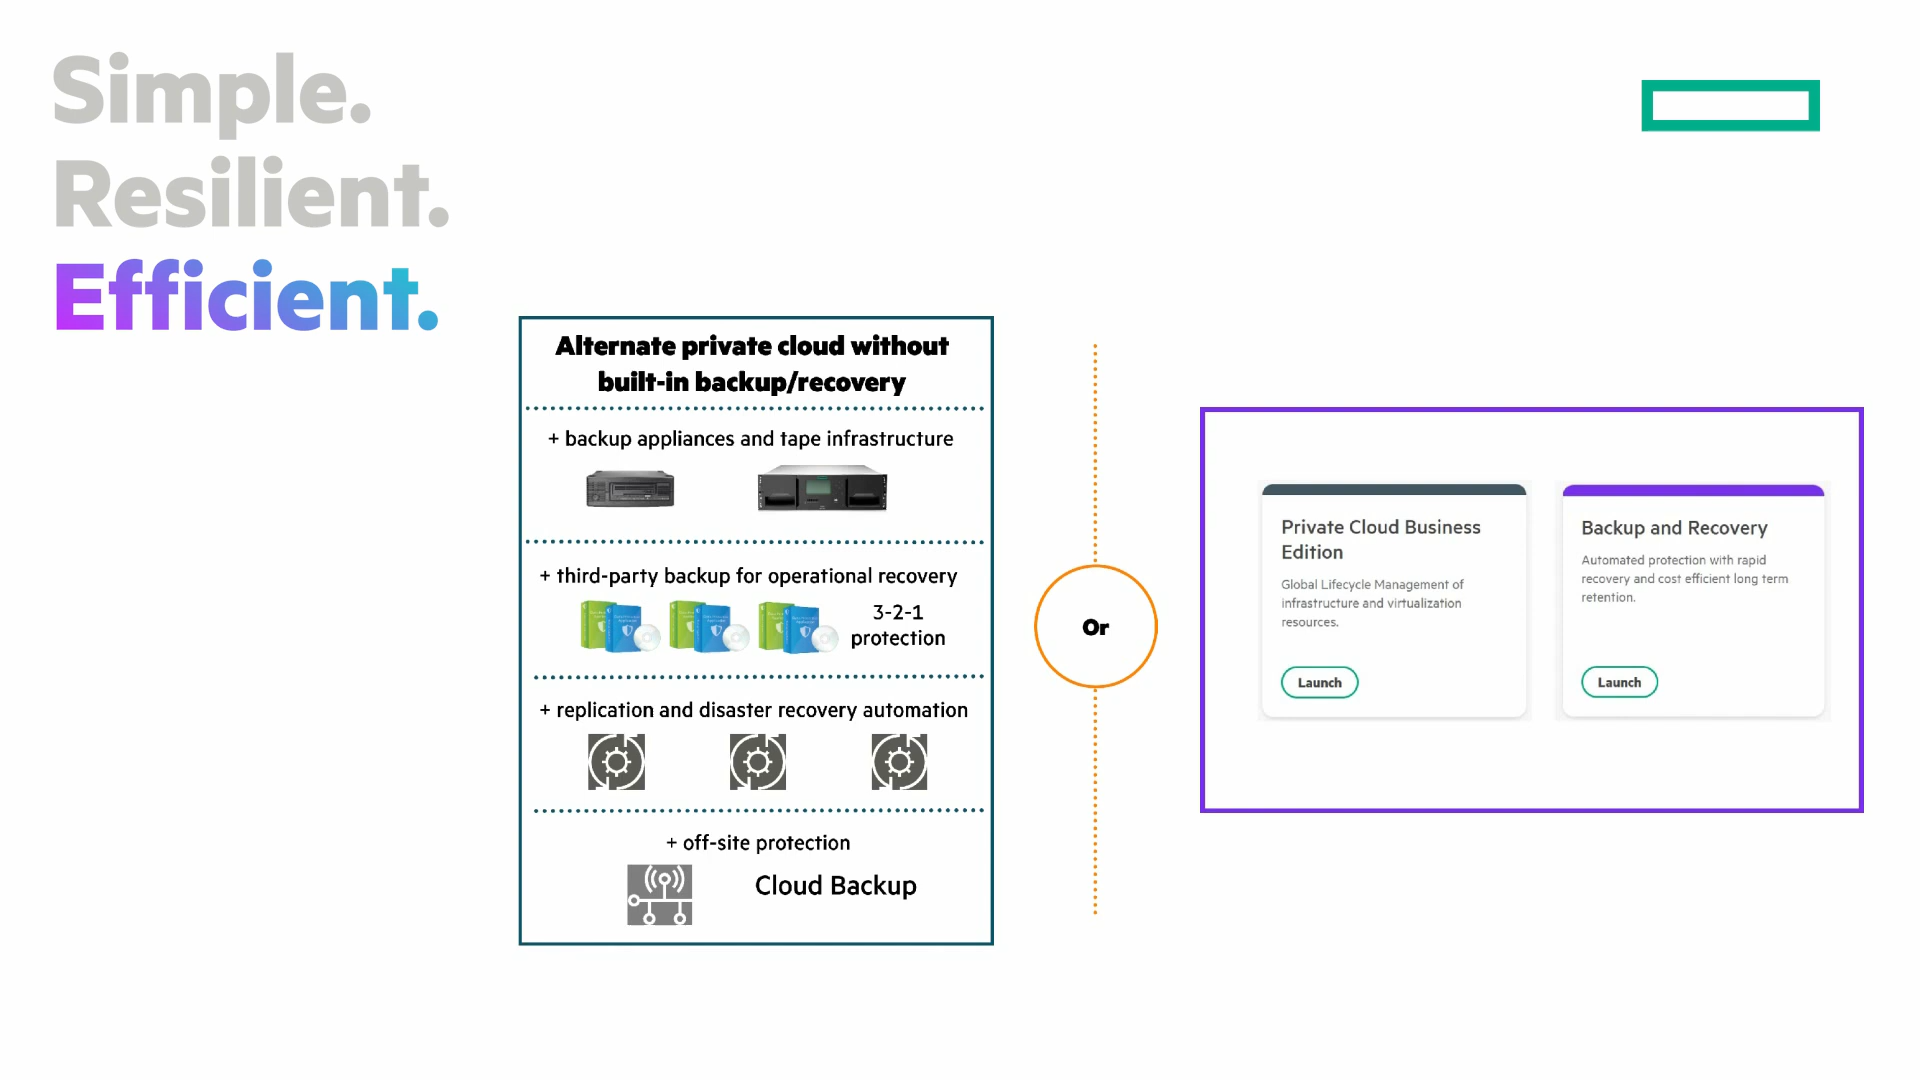 Simple.
Resilient.
Efficient.
Alternate private cloud without
built-in backup/recovery
+ backup appliances and tape infrastructure
+ third-party backup for operational recovery
3-2-1
protection
+ replication and disaster recovery automation
+ off-site protection
Cloud Backup
Or
Private Cloud Business
Edition
Global Lifecycle Management of
infrastructure and virtualization
resources.
Launch
Backup and Recovery
Automated protection with rapid
recovery and cost efficient long term
retention.
Launch